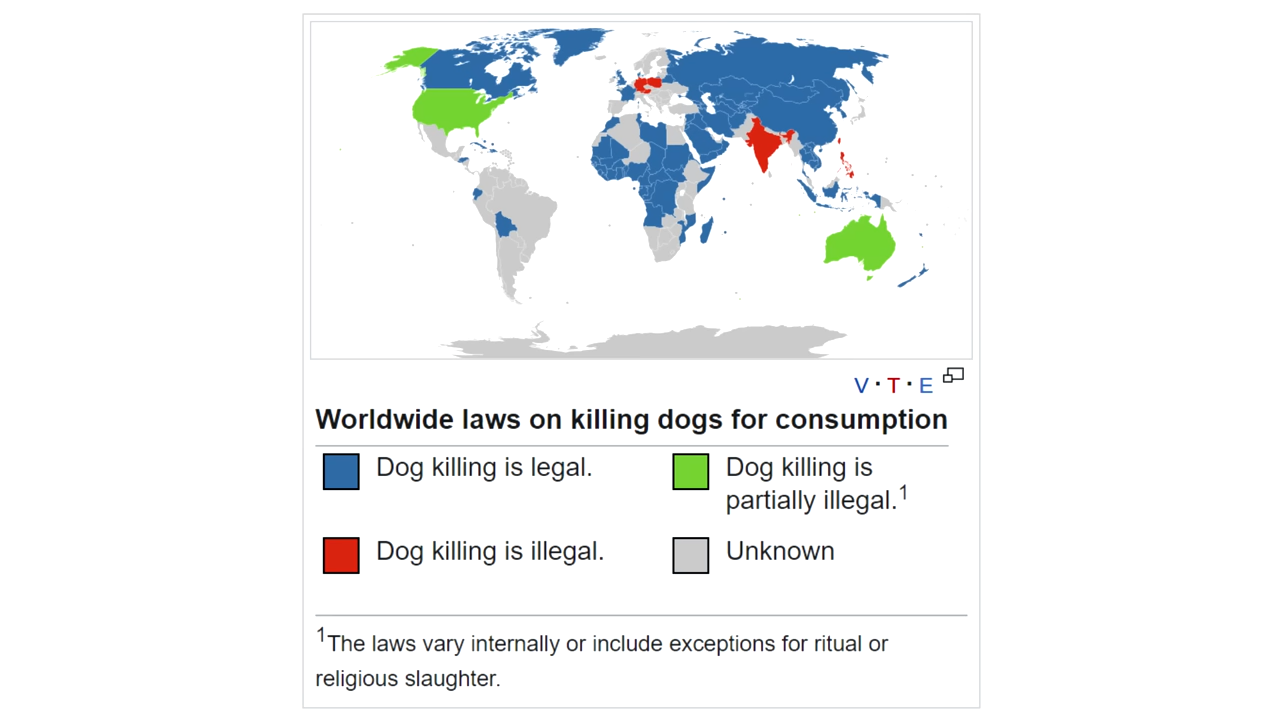 V · T · E
Worldwide laws on killing dogs for consumption
Dog killing is legal.
Dog killing is
partially illegal.1
Dog killing is illegal.
Unknown
1The laws vary internally or include exceptions for ritual or
religious slaughter.